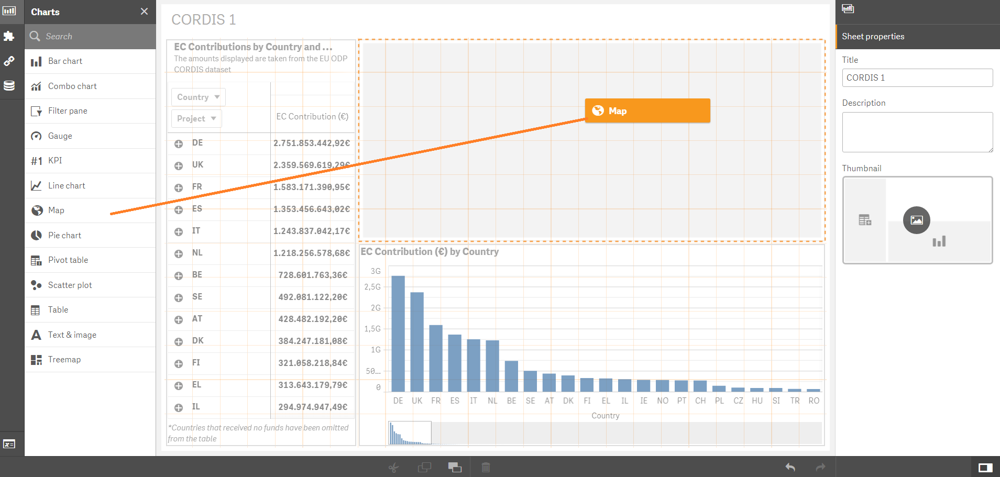 Charts
Search
Bar chart
Combo chart
Filter pane
Gauge
#1 KPI
Line chart
Map
Pie chart
Pivot table
Scatter plot
Table
A Text & image
Treemap
x=
CORDIS 1
EC Contributions by Country and ...
The amounts displayed are taken from the EU ODP
CORDIS dataset
Country
Project
EC Contribution (€)
DE 2.751.853.442,92€
UK 2.359.569.619,29€
FR 1.583.171.390,95€
ES 1.353.456.643,02€
IT 1.243.837.042,17€
NL 1.218.256.578,68€
BE 728.601.763,36€
SE 492.081.122,20€
AT 428.482.192,20€
DK 384.247.181,08€
FI 321.058.218,84€
EL 313.643.179,79€
IL 294.974.947,49€
*Countries that received no funds have been omitted
from the table
Map
EC Contribution (€) by Country
3G
2,5G
2G
1,5G
1G
50...
0
DE UK FR ES IT NL BE SE AT DK FI EL IL IE NO PT CH PL CZ HU SI TR RO
Country
Sheet properties
Title
CORDIS 1
Description
Thumbnail